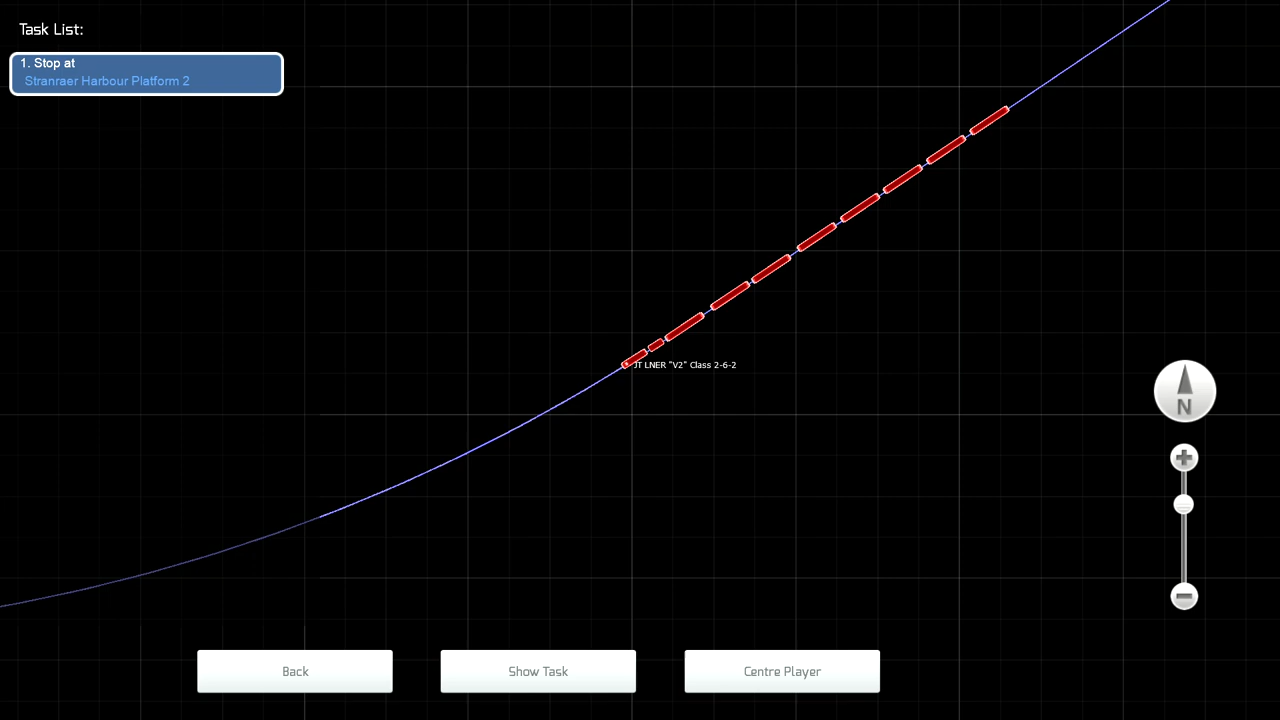 Task List:
1. Stop at
Stranraer Harbour Platform 2
JT LNER "V2" Class 2-6-2
N
Back
Show Task
Centre Player